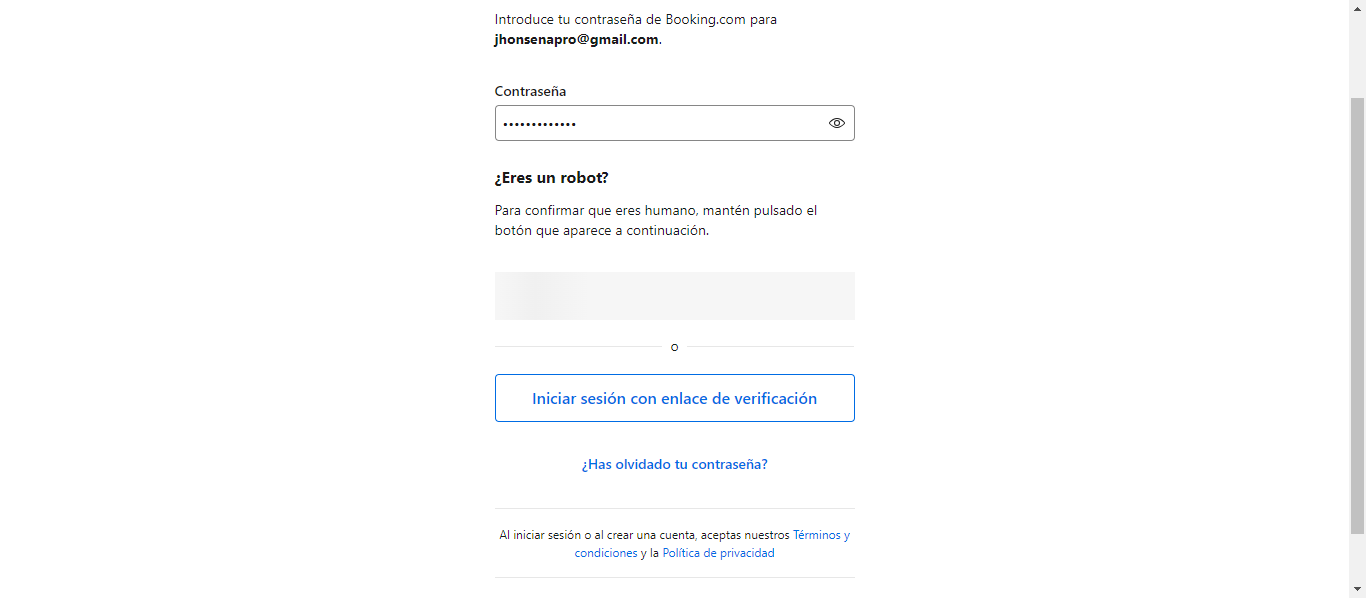 Introduce tu contraseña de Booking.com para
jhonsenapro@gmail.com.
Contraseña
•••••••••••••
¿Eres un robot?
Para confirmar que eres humano, mantén pulsado el
botón que aparece a continuación.
o
Iniciar sesión con enlace de verificación
¿Has olvidado tu contraseña?
Al iniciar sesión o al crear una cuenta, aceptas nuestros Términos y
condiciones y la Política de privacidad